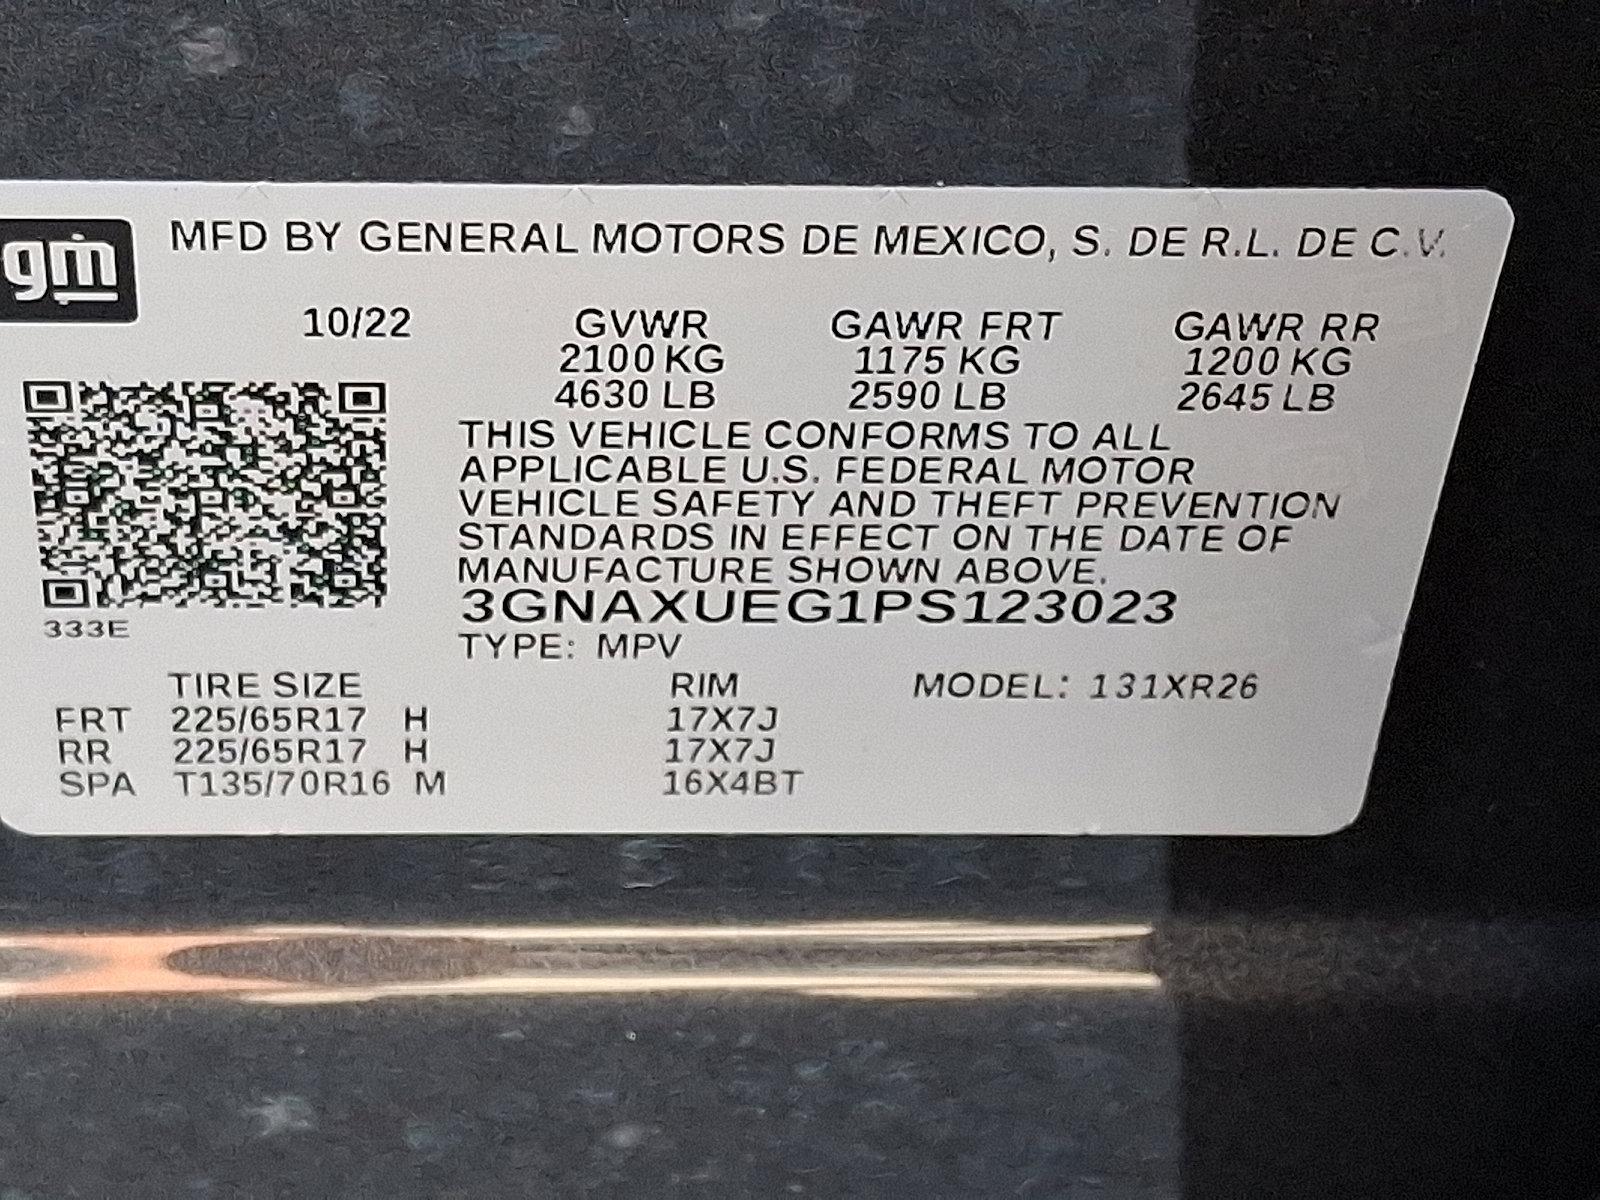 gm
MFD BY GENERAL MOTORS DE MEXICO, S. DE R.L. DE C.V.
10/22 GVWR GAWR FRT GAWR RR
2100 KG 1175 KG 1200 KG
4630 LB 2590 LB 2645 LB
THIS VEHICLE CONFORMS TO ALL
APPLICABLE U.S. FEDERAL MOTOR
VEHICLE SAFETY AND THEFT PREVENTION
STANDARDS IN EFFECT ON THE DATE OF
MANUFACTURE SHOWN ABOVE.
3GNAXUEG1PS123023
333E
TYPE: MPV
TIRE SIZE RIM MODEL: 131XR26
FRT 225/65R17 H 17X7J
RR 225/65R17 H 17X7J
SPA T135/70R16 M 16X4BT